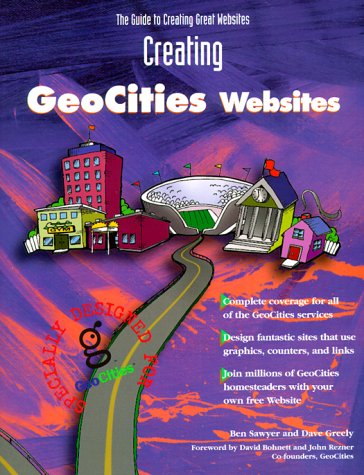 The Guide to Creating Great Websites
Creating
GeoCities Websites
SPECIALLY DESIGNED FOR
GeoCities
Complete coverage for all
of the GeoCities services
Design fantastic sites that use
graphics, counters, and links
Join millions of GeoCities
homesteaders with your
own free Website
Ben Sawyer and Dave Greely
Foreword by David Bohnett and John Rezner
Co founders, GeoCities